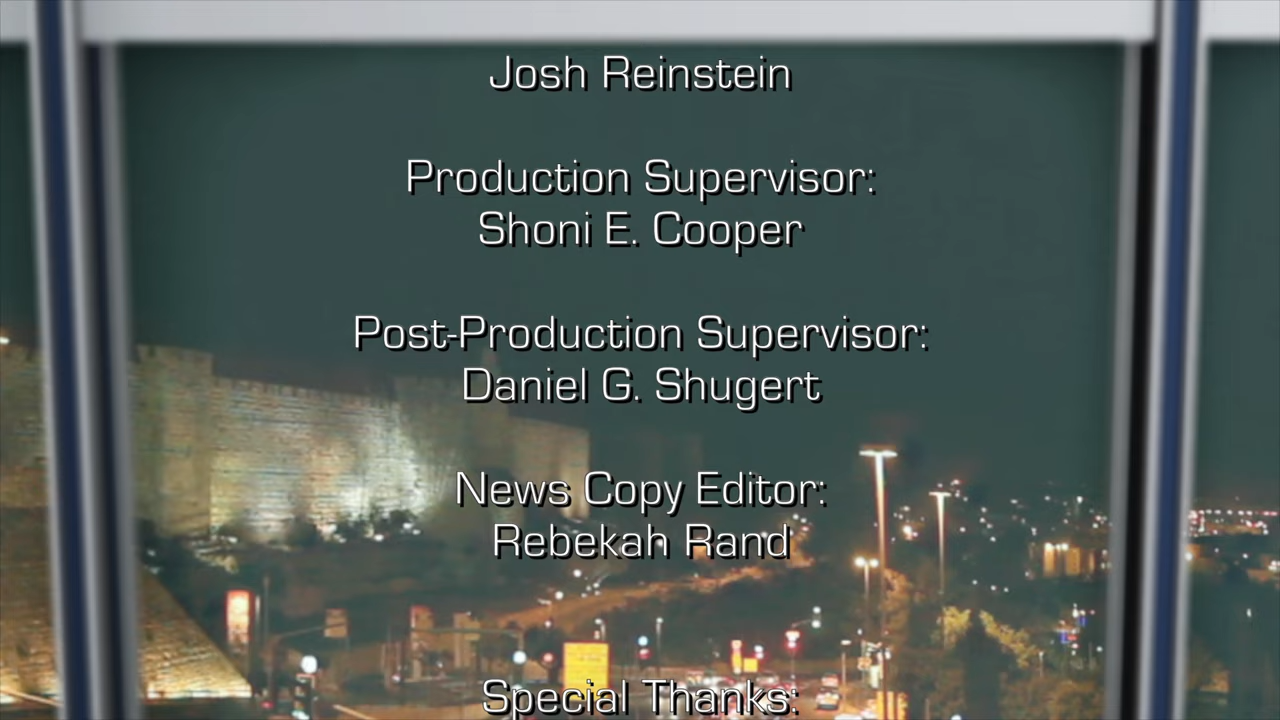 Josh Reinstein
Production Supervisor:
Shoni E. Cooper
Post-Production Supervisor:
Daniel G. Shugert
News Copy Editor:
Rebekah Rand
Special Thanks: